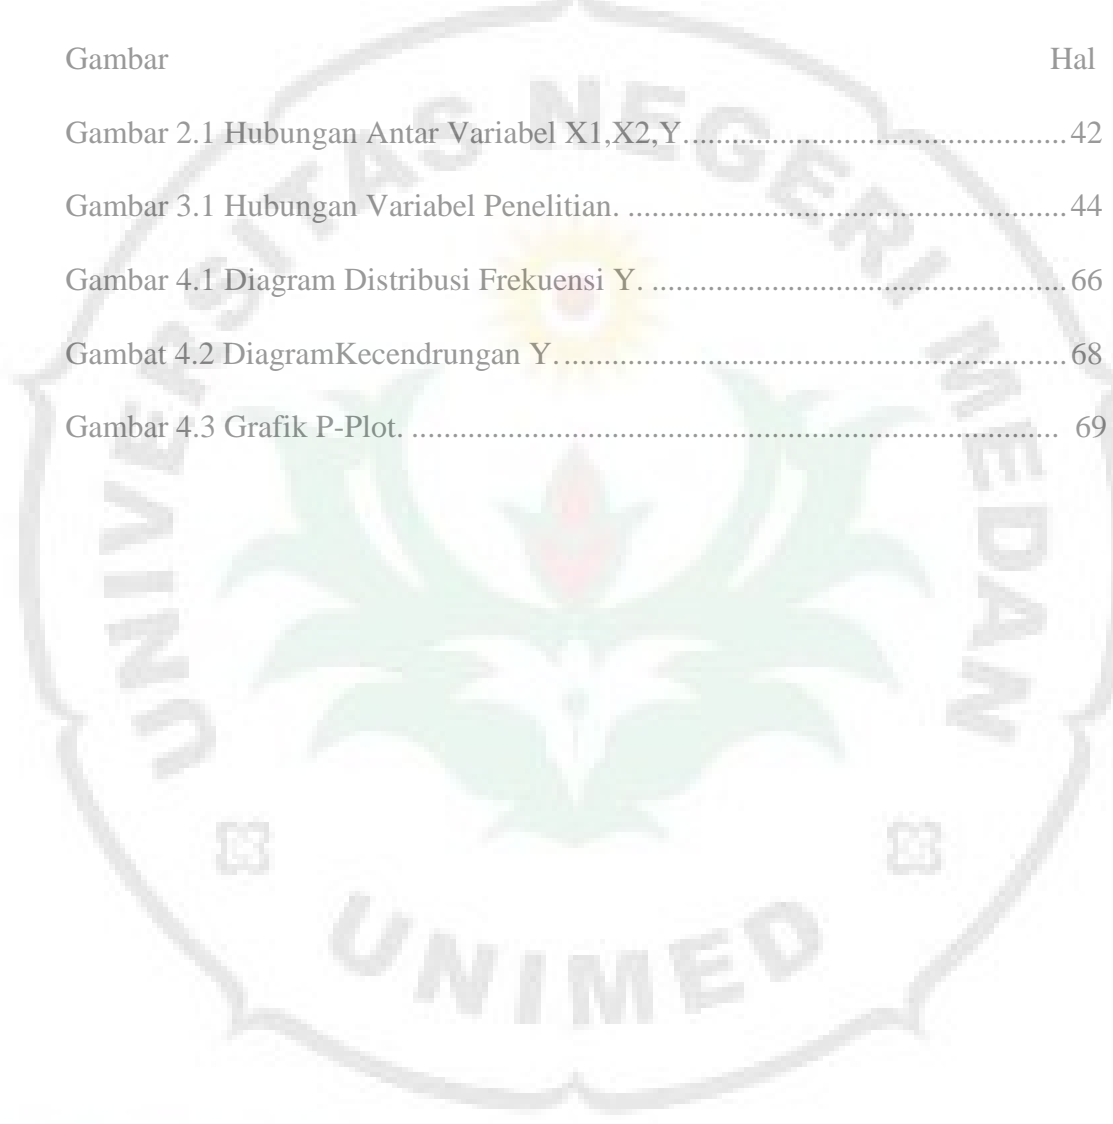 Gambar Hal
Gambar 2.1 Hubungan Antar Variabel X1,X2,Y................................................ 42
Gambar 3.1 Hubungan Variabel Penelitian. ....................................................... 44
Gambar 4.1 Diagram Distribusi Frekuensi Y. .................................................... 66
Gambat 4.2 DiagramKecendrungan Y................................................................ 68
Gambar 4.3 Grafik P-Plot. ................................................................................. 69
UNIVERSITAS NEGERI MEDAN
UNIMED